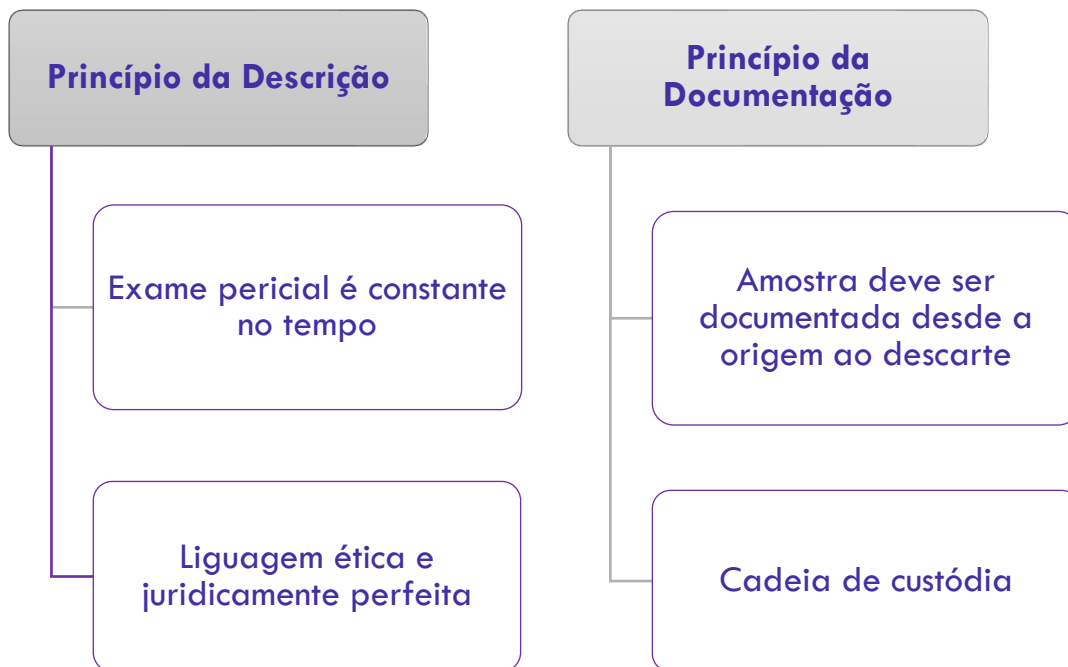 Princípio da Descrição
Exame pericial é constante
no tempo
Liguagem ética e
juridicamente perfeita
Princípio da
Documentação
Amostra deve ser
documentada desde a
origem ao descarte
Cadeia de custódia